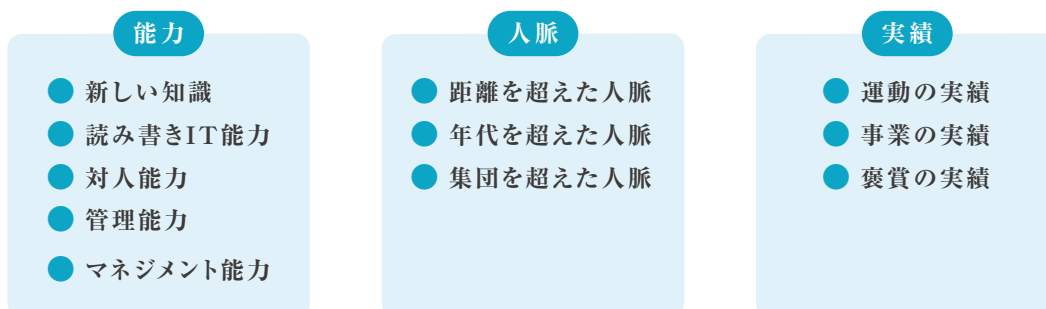 能力
新しい知識
読み書きIT能力
対人能力
管理能力
マネジメント能力
人脈
距離を超えた人脈
年代を超えた人脈
集団を超えた人脈
実績
運動の実績
事業の実績
褒賞の実績